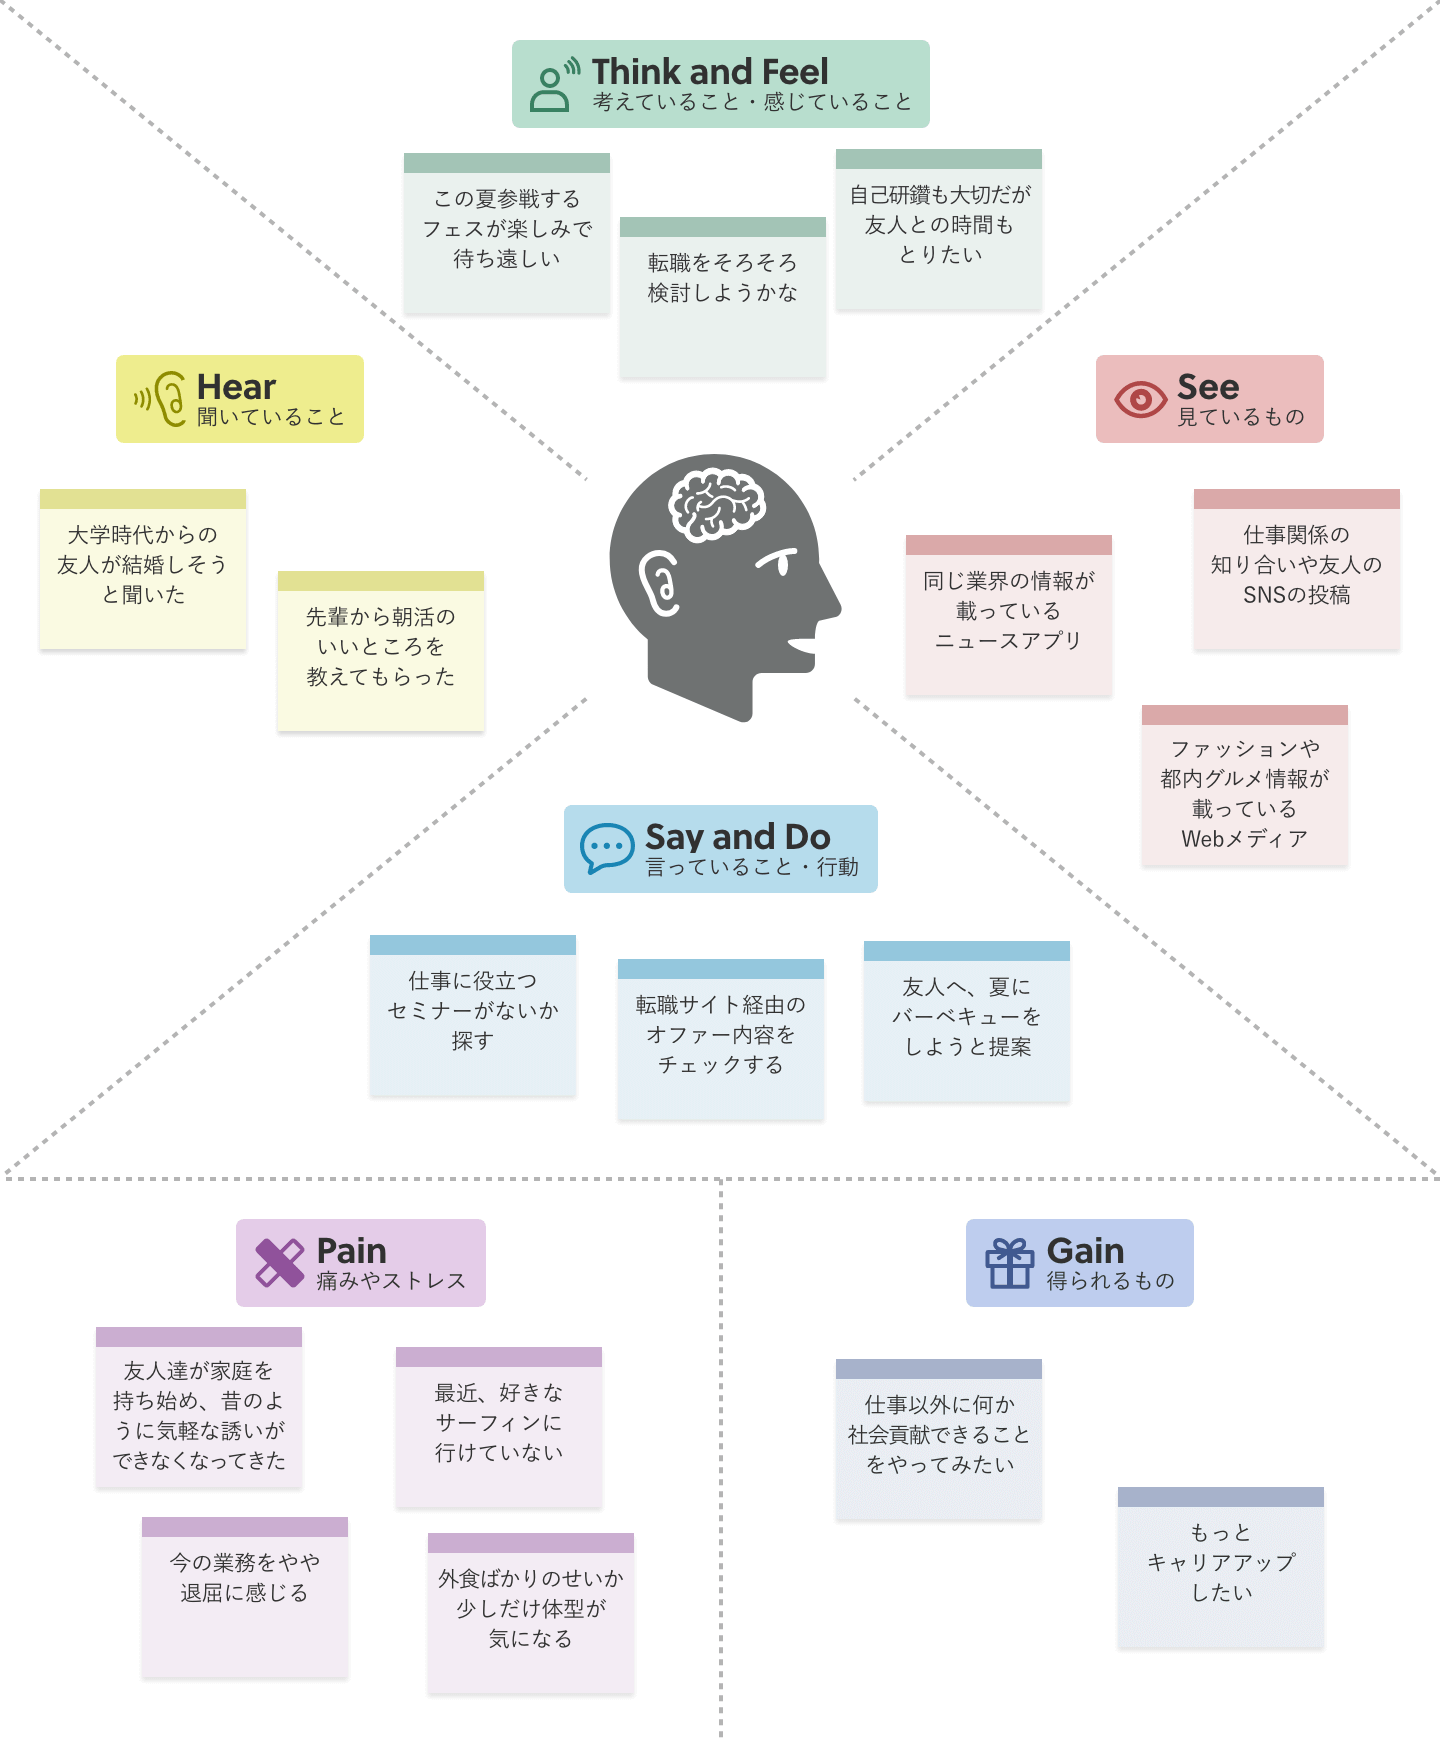 Think and Feel
考えていること・感じていること
この夏参戦する
フェスが楽しみで
待ち遠しい
転職をそろそろ
検討しようかな
自己研鑽も大切だが
友人との時間も
とりたい
Hear
聞いていること
大学時代からの
友人が結婚しそう
と聞いた
先輩から朝活の
いいところを
教えてもらった
See
見ているもの
同じ業界の情報が
載っている
ニュースアプリ
仕事関係の
知り合いや友人の
SNSの投稿
ファッションや
都内グルメ情報が
載っている
Webメディア
Say and Do
言っていること・行動
仕事に役立つ
セミナーがないか
探す
転職サイト経由の
オファー内容を
チェックする
友人へ、夏に
バーベキューを
しようと提案
Pain
痛みやストレス
友人達が家庭を
持ち始め、昔のよ
うに気軽な誘いが
できなくなってきた
最近、好きな
サーフィンに
行けていない
今の業務をやや
退屈に感じる
外食ばかりのせいか
少しだけ体型が
気になる
Gain
得られるもの
仕事以外に何か
社会貢献できること
をやってみたい
もっと
キャリアアップ
したい